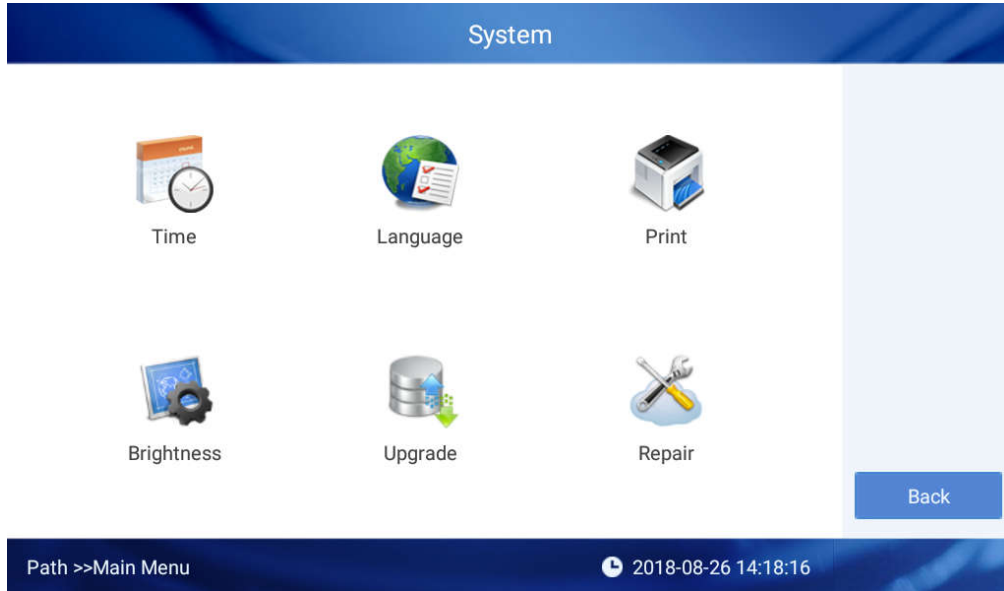 System
Time
Language
Print
Brightness
Upgrade
Repair
Back
Path >>Main Menu
2018-08-26 14:18:16